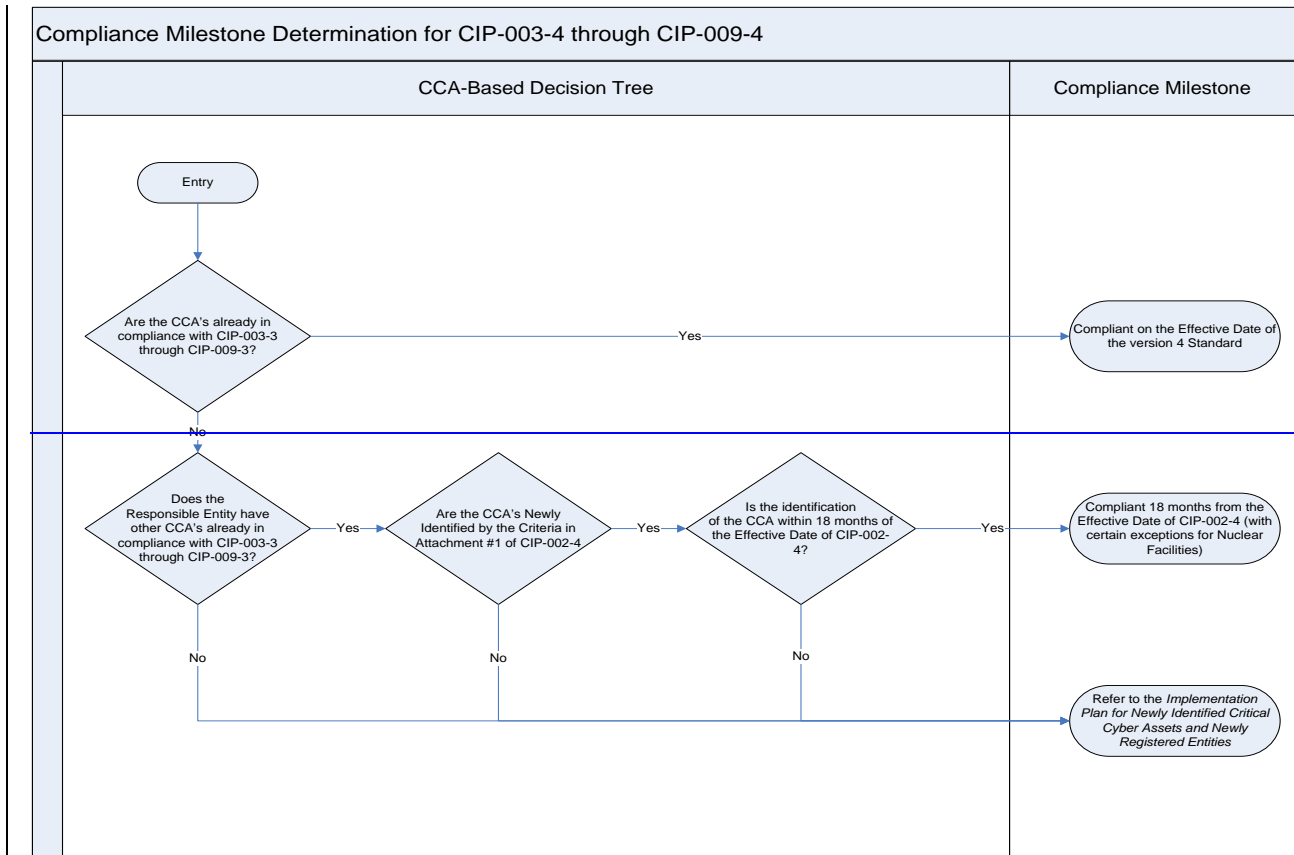 Compliance Milestone Determination for CIP-003-4 through CIP-009-4
CCA-Based Decision Tree
Compliance Milestone
Entry
Are the CCA's already in
compliance with CIP-003-3
through CIP-009-3?
Yes
Compliant on the Effective Date of
the version 4 Standard
No
Does the
Responsible Entity have
other CCA's already in
compliance with CIP-003-3
through CIP-009-3?
Yes
Are the CCA's Newly
Identified by the Criteria in
Attachment #1 of CIP-002-4
Yes
Is the identification
of the CCA within 18 months of
the Effective Date of CIP-002-
4?
Yes
Compliant 18 months from the
Effective Date of CIP-002-4 (with
certain exceptions for Nuclear
Facilities)
No
No
No
Refer to the Implementation
Plan for Newly Identified Critical
Cyber Assets and Newly
Registered Entities